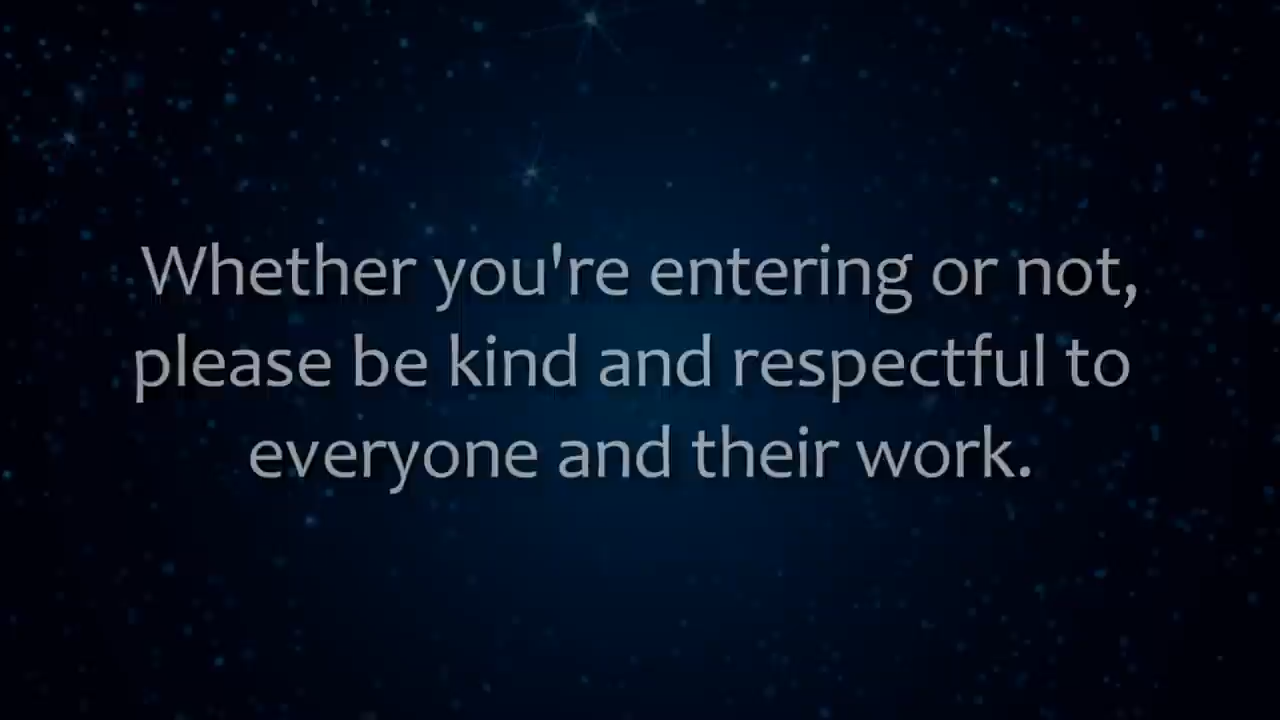 Whether you're entering or not,
please be kind and respectful to
everyone and their work.